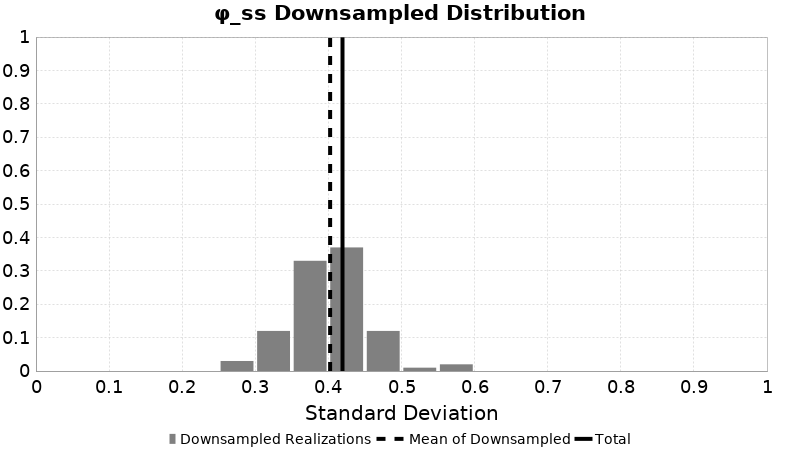 φ_ss Downsampled Distribution
1
0.9
0.8
0.7
0.6
0.5
0.4
0.3
0.2
0.1
0
0 0.1 0.2 0.3 0.4 0.5 0.6 0.7 0.8 0.9 1
Standard Deviation
Downsampled Realizations Mean of Downsampled Total